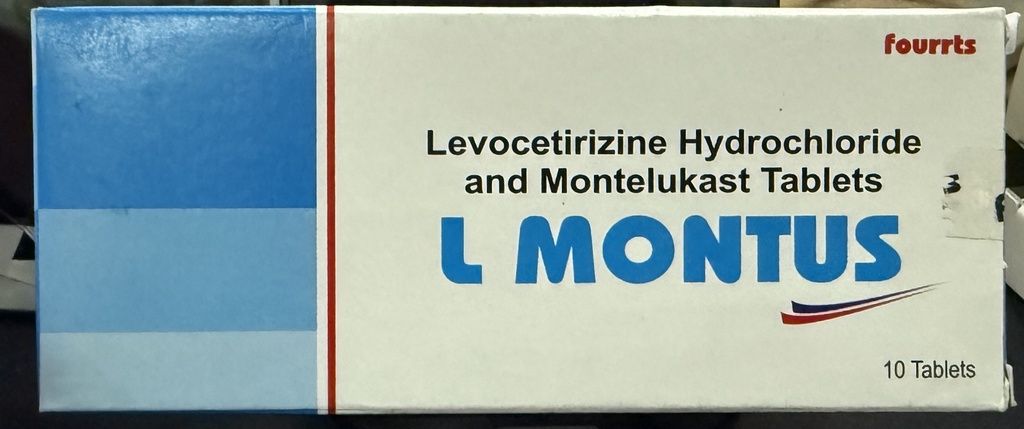 fourrts
Levocetirizine Hydrochloride
and Montelukast Tablets
L MONTUS
10 Tablets